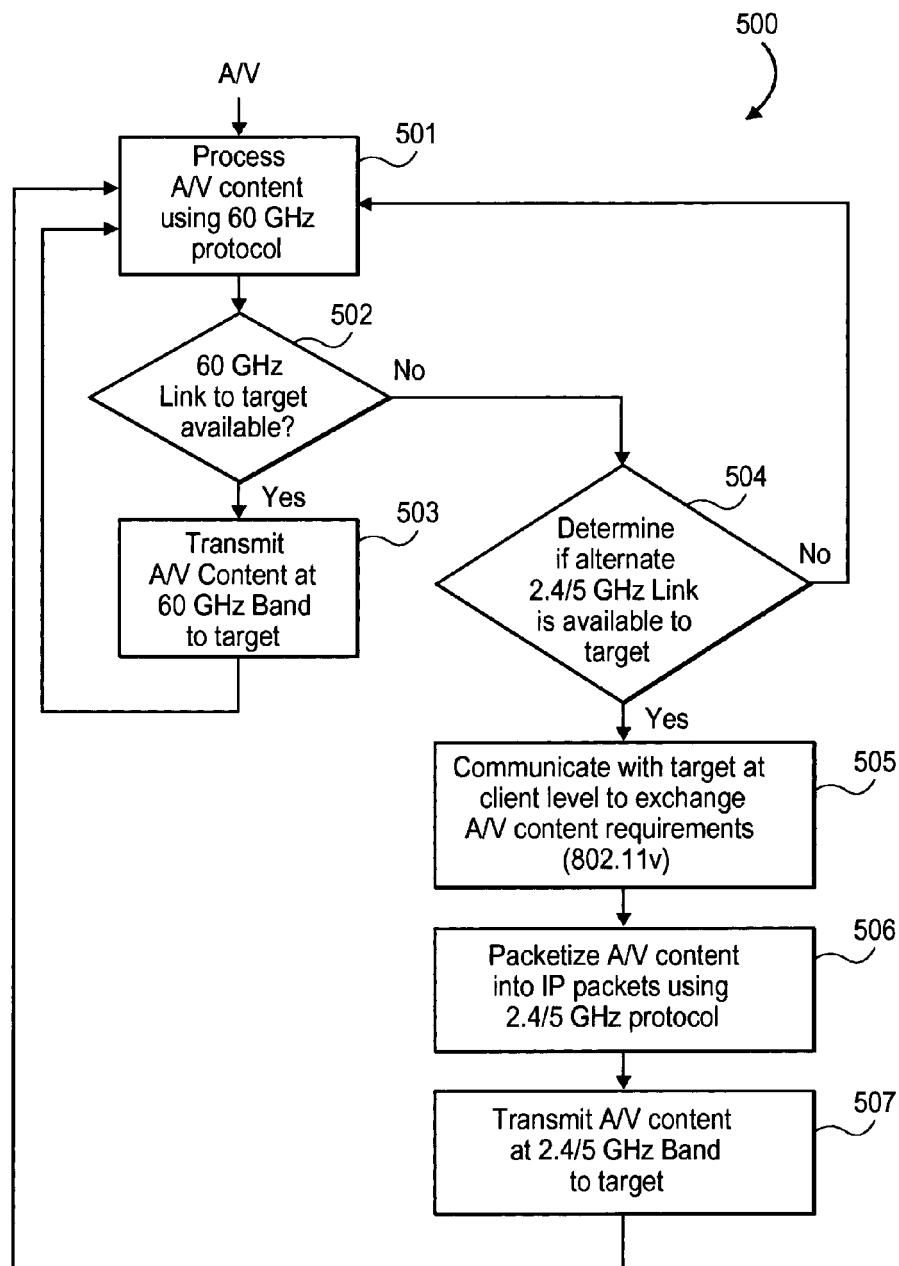 500
A/V
501
Process
A/V content
using 60 GHz
protocol
502
60 GHz
Link to target
available?
No
Yes
503
Transmit
A/V Content at
60 GHz Band
to target
504
Determine
if alternate
2.4/5 GHz Link
is available to
target
No
Yes
505
Communicate with target at
client level to exchange
A/V content requirements
(802.11v)
506
Packetize A/V content
into IP packets using
2.4/5 GHz protocol
507
Transmit A/V content
at 2.4/5 GHz Band
to target